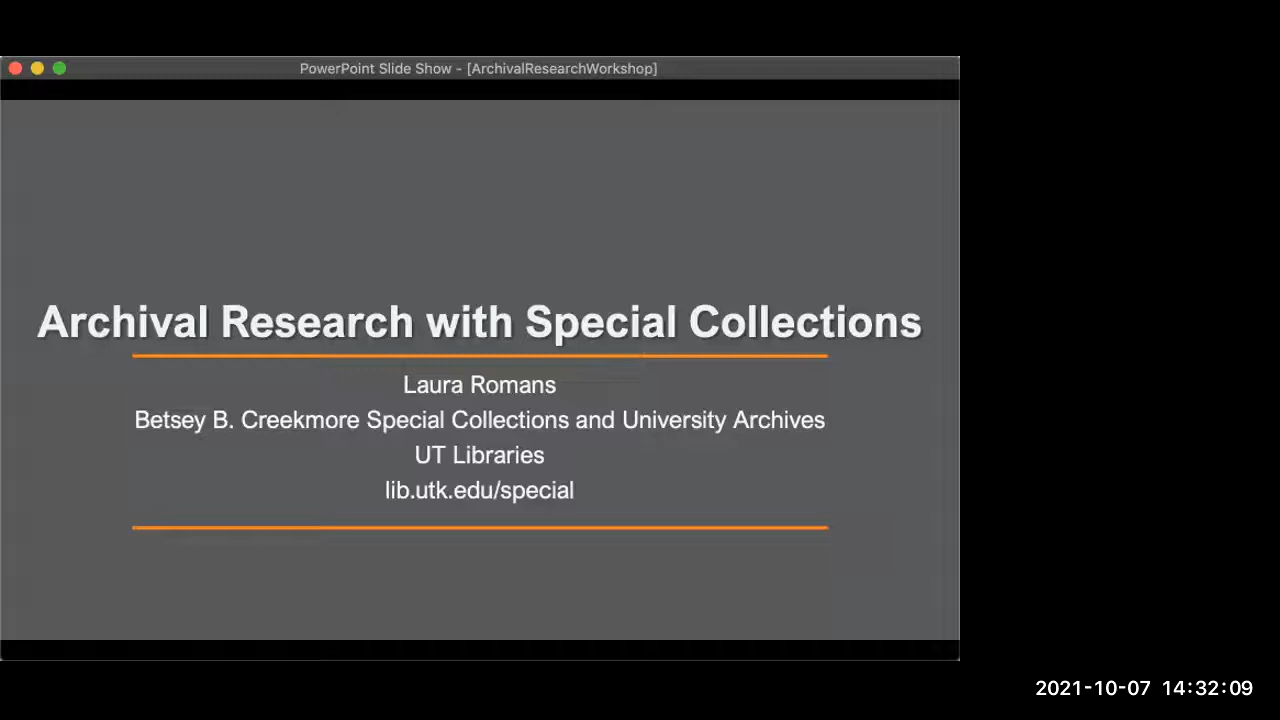 PowerPoint Slide Show - [ArchivalResearchWorkshop]
Archival Research with Special Collections
Laura Romans
Betsey B. Creekmore Special Collections and University Archives
UT Libraries
lib.utk.edu/special
2021-10-07 14:32:09